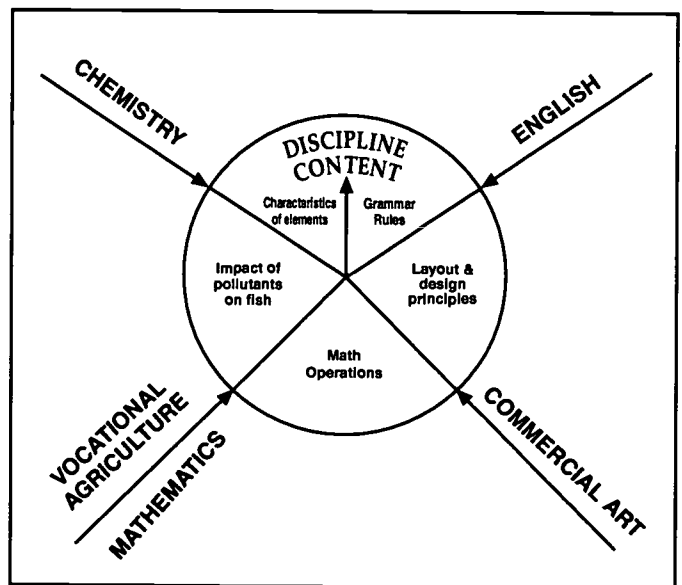 CHEMISTRY
ENGLISH
DISCIPLINE
CONTENT
Characteristics
of elements
Grammar
Rules
Impact of
pollutants
on fish
Layout &
design
principles
Math
Operations
VOCATIONAL
AGRICULTURE
MATHEMATICS
COMMERCIAL ART